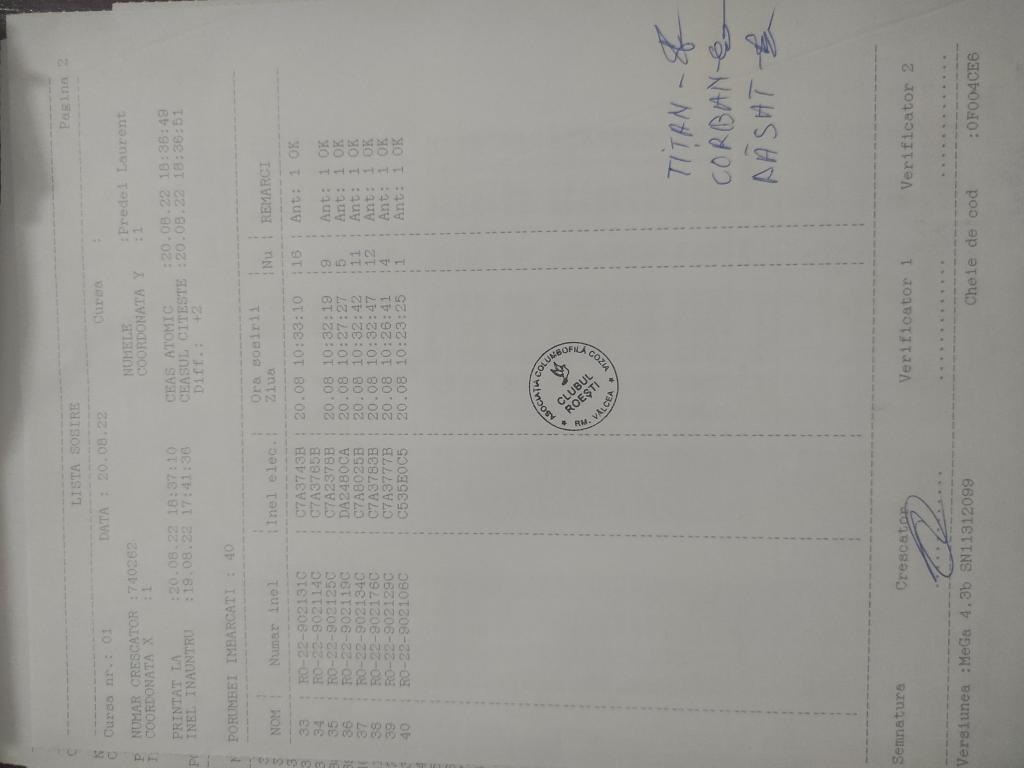 Pagina 2
LISTA SOSIRE
Cursa nr.: 01 DATA : 20.08.22 Cursa :
NUMAR CRESCATOR :740262 NUMELE :Predei Laurent
COORDONATA X :1 COORDONATA Y :1
PRINTAT LA :20.08.22 18:37:10 CEAS ATOMIC :20.08.22 18:36:49
INEL INAUNTRU :19.08.22 17:41:36 CEASUL CITESTE :20.08.22 18:36:51
Diff.: +2
PORUMBEI IMBARCATI : 40
NOM Numar inel Inel elec. Ora sosirii Ziua Nu REMARCI
33 RO-22-902131C C7A3743B 20.08 10:33:10 16 Ant: 1 OK
34 RO-22-902114C C7A3765B
35 RO-22-902125C C7A2378B 20.08 10:32:19 9 Ant: 1 OK
36 RO-22-902119C DA2480CA 20.08 10:27:27 5 Ant: 1 OK
37 RO-22-902134C C7A8025B 20.08 10:32:42 11 Ant: 1 OK
38 RO-22-902176C C7A3783B 20.08 10:32:47 12 Ant: 1 OK
39 RO-22-902129C C7A3777B 20.08 10:26:41 4 Ant: 1 OK
40 RO-22-902106C C535E0C5 20.08 10:23:25 1 Ant: 1 OK
ASOCIAȚIA COLUMBOFILĂ COZIA
CLUBUL
ROEȘTI
RM. VÂLCEA
TIȚAN -
CORBAN
PĂSAT
Semnatura Crescator Verificator 1 Verificator 2
Versiunea :Meda 4.3b SN11312099 Cheie de cod :0F004CE6